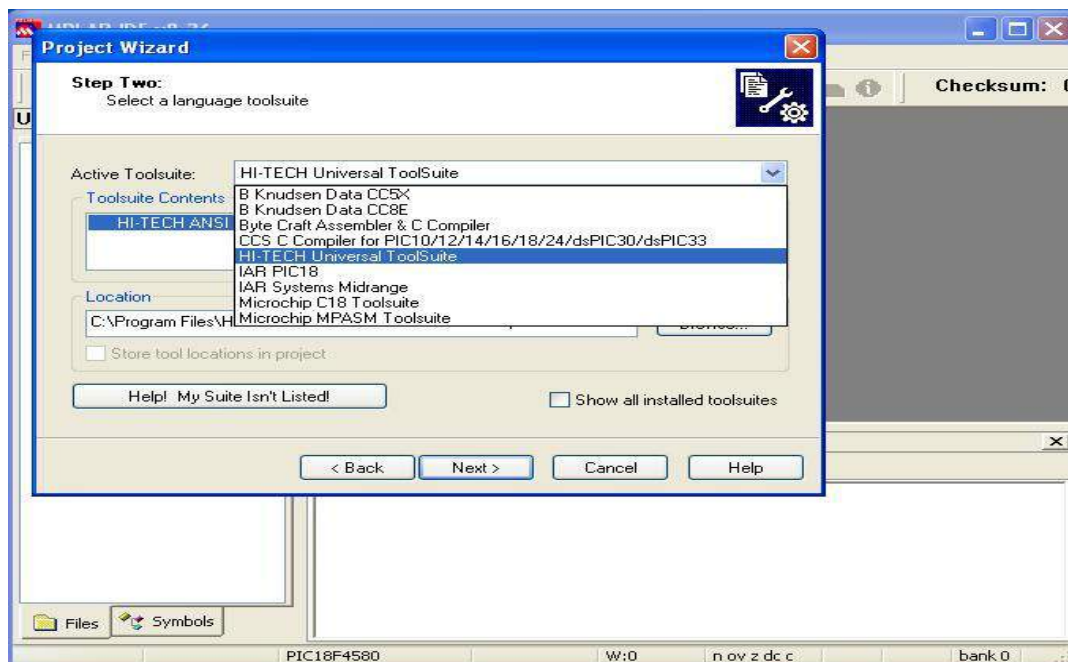 Project Wizard
Checksum:
Step Two:
Select a language toolsuite
Active Toolsuite: HI-TECH Universal ToolSuite
Toolsuite Contents
HI-TECH ANSI
B Knudsen Data CC5X
B Knudsen Data CC8E
Byte Craft Assembler & C Compiler
CCS C Compiler for PIC10/12/14/16/18/24/dsPIC30/dsPIC33
HI-TECH Universal ToolSuite
IAR PIC18
IAR Systems Midrange
Microchip C18 Toolsuite
Microchip MPASM Toolsuite
Location
C:\Program Files\H
Store tool locations in project
Help! My Suite Isn't Listed!
Show all installed toolsuites
< Back Next > Cancel Help
Files Symbols
PIC18F4580 W:0 n ov z dc c bank 0